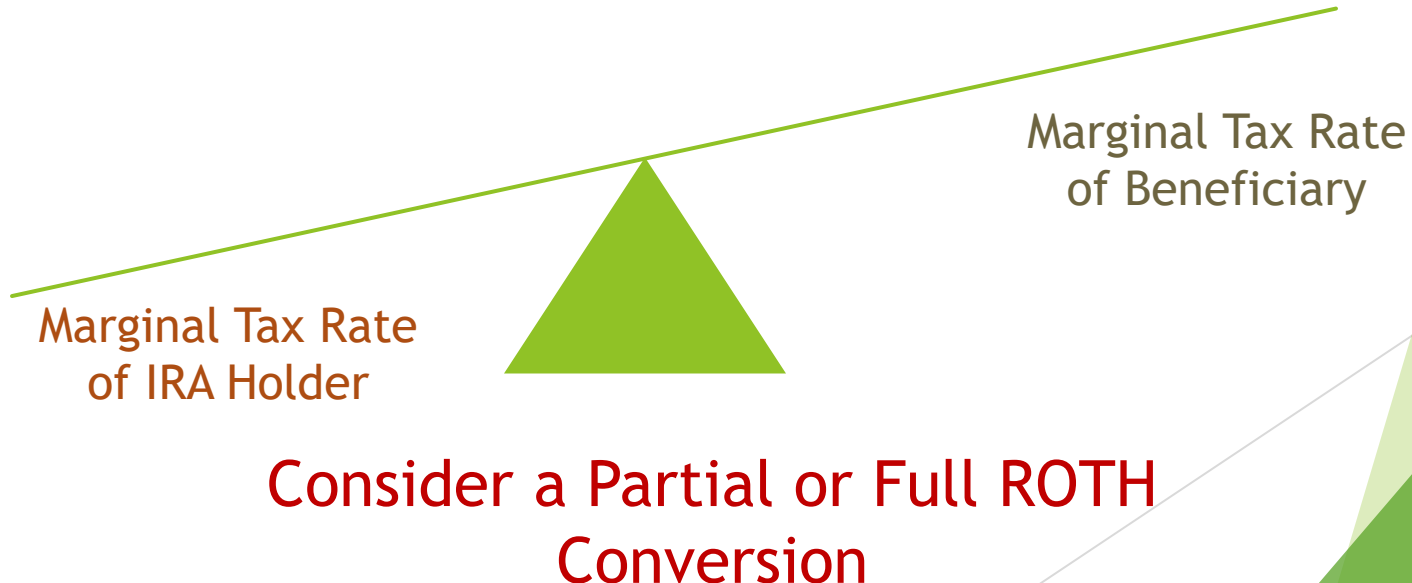 Marginal Tax Rate
of Beneficiary
Marginal Tax Rate
of IRA Holder
Consider a Partial or Full ROTH
Conversion